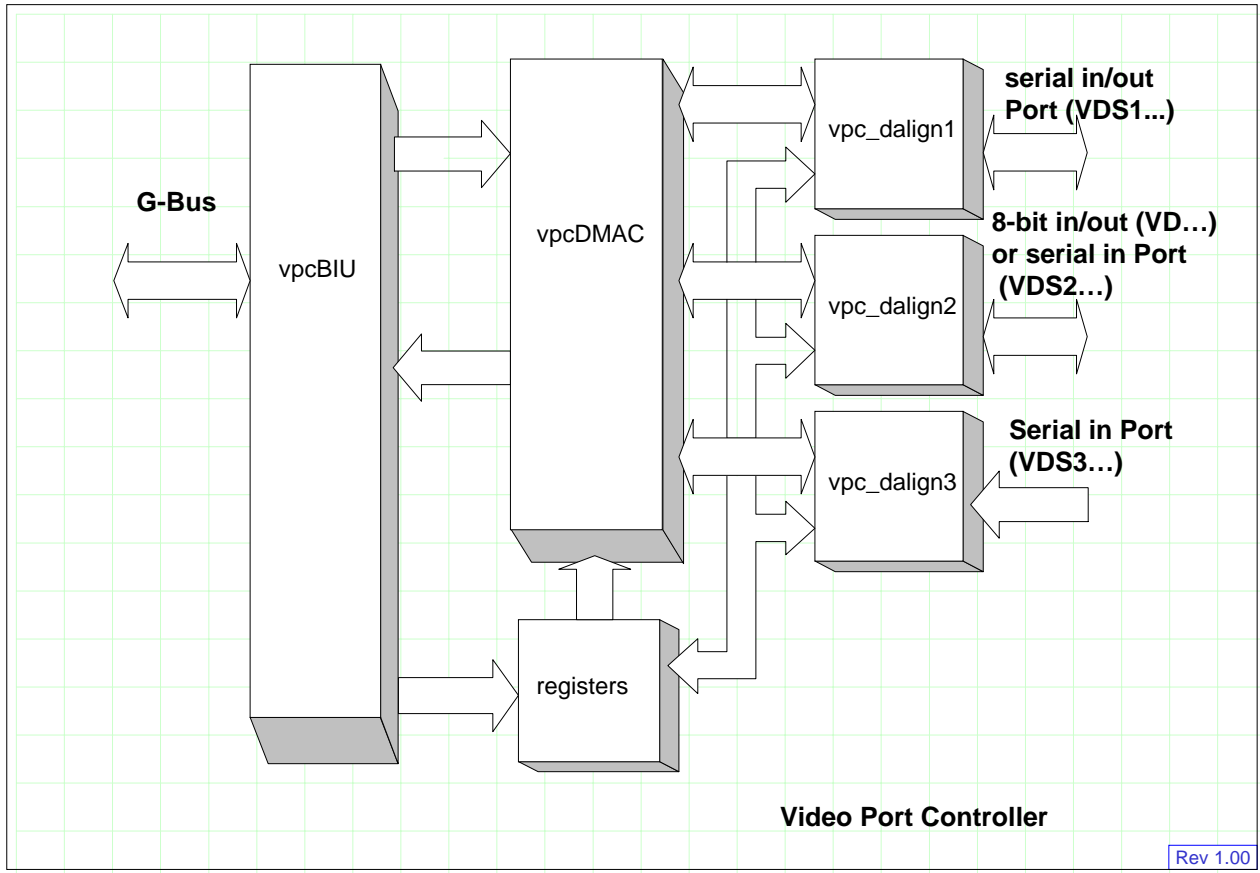 serial in/out
Port (VDS1...)
vpc_dalign1
G-Bus
vpcBIU
vpcDMAC
8-bit in/out (VD…)
or serial in Port
(VDS2…)
vpc_dalign2
Serial in Port
(VDS3…)
vpc_dalign3
registers
Video Port Controller
Rev 1.00